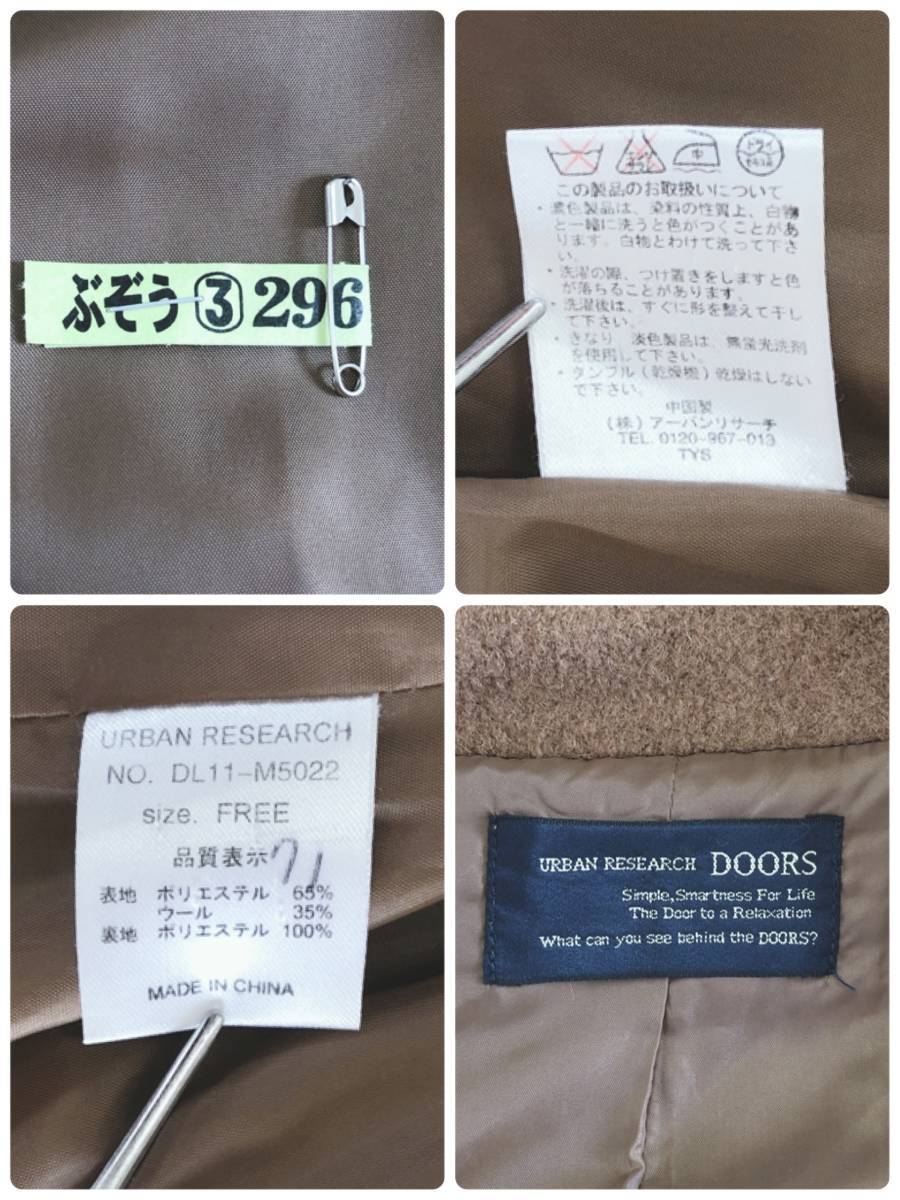 ぶぞう③296
ドライ
この製品のお取扱いについて
・濃色製品は、染料の性質上、白物
と一緒に洗うと色がつくことがあ
ります。白物とわけて洗って下さ
い。
・洗濯の際、つけ置きをしますと色
が落ちることがあります。
・洗濯後は、すぐに形を整えて干し
て下さい。
・きなり、淡色製品は、無蛍光洗剤
を使用して下さい。
・タンブル(乾燥機)乾燥はしない
で下さい。
中国製
(株)アーバンリサーチ
TEL. 0120-967-013
TYS
URBAN RESEARCH
NO. DL11-M5022
size. FREE
品質表示
表地 ポリエステル 65%
ウール 35%
裏地 ポリエステル 100%
MADE IN CHINA
URBAN RESEARCH DOORS
Simple,Smartness For Life
The Door to a Relaxation
What can you see behind the DOORS?